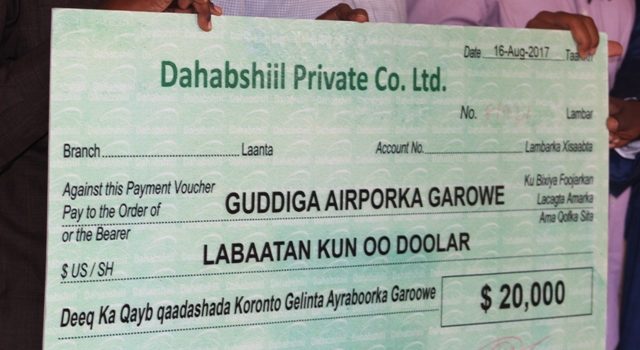 Date 16-Aug-2017
Dahabshiil Private Co. Ltd.
No. Lambar
Branch Laanta Account No. Lambarka Xisaabta
Against this Payment Voucher
Pay to the Order of
or the Bearer
GUDDIGA AIRPORKA GAROWE
Ku Bixiya Foojarkan
Lacagta Amarka
Ama Qofka Sita
$ US / SH LABAATAN KUN OO DOOLAR
Deeq Ka Qayb qaadashada Koronto Gelinta Ayraboorka Garoowe
$ 20,000